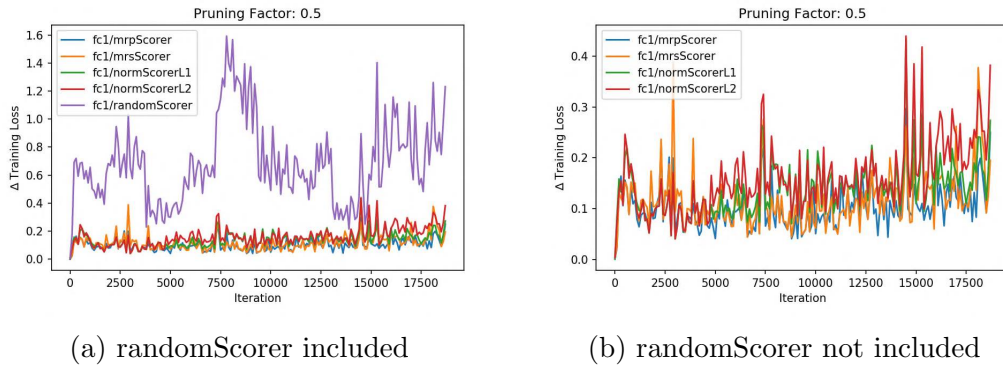 Pruning Factor: 0.5
1.6
1.4
1.2
1.0
0.8
0.6
0.4
0.2
0.0
Δ Training Loss
fc1/mrpScorer
fc1/mrsScorer
fc1/normScorerL1
fc1/normScorerL2
fc1/randomScorer
0 2500 5000 7500 10000 12500 15000 17500
Iteration
(a) randomScorer included
Pruning Factor: 0.5
0.4
0.3
0.2
0.1
0.0
Δ Training Loss
fc1/mrpScorer
fc1/mrsScorer
fc1/normScorerL1
fc1/normScorerL2
0 2500 5000 7500 10000 12500 15000 17500
Iteration
(b) randomScorer not included